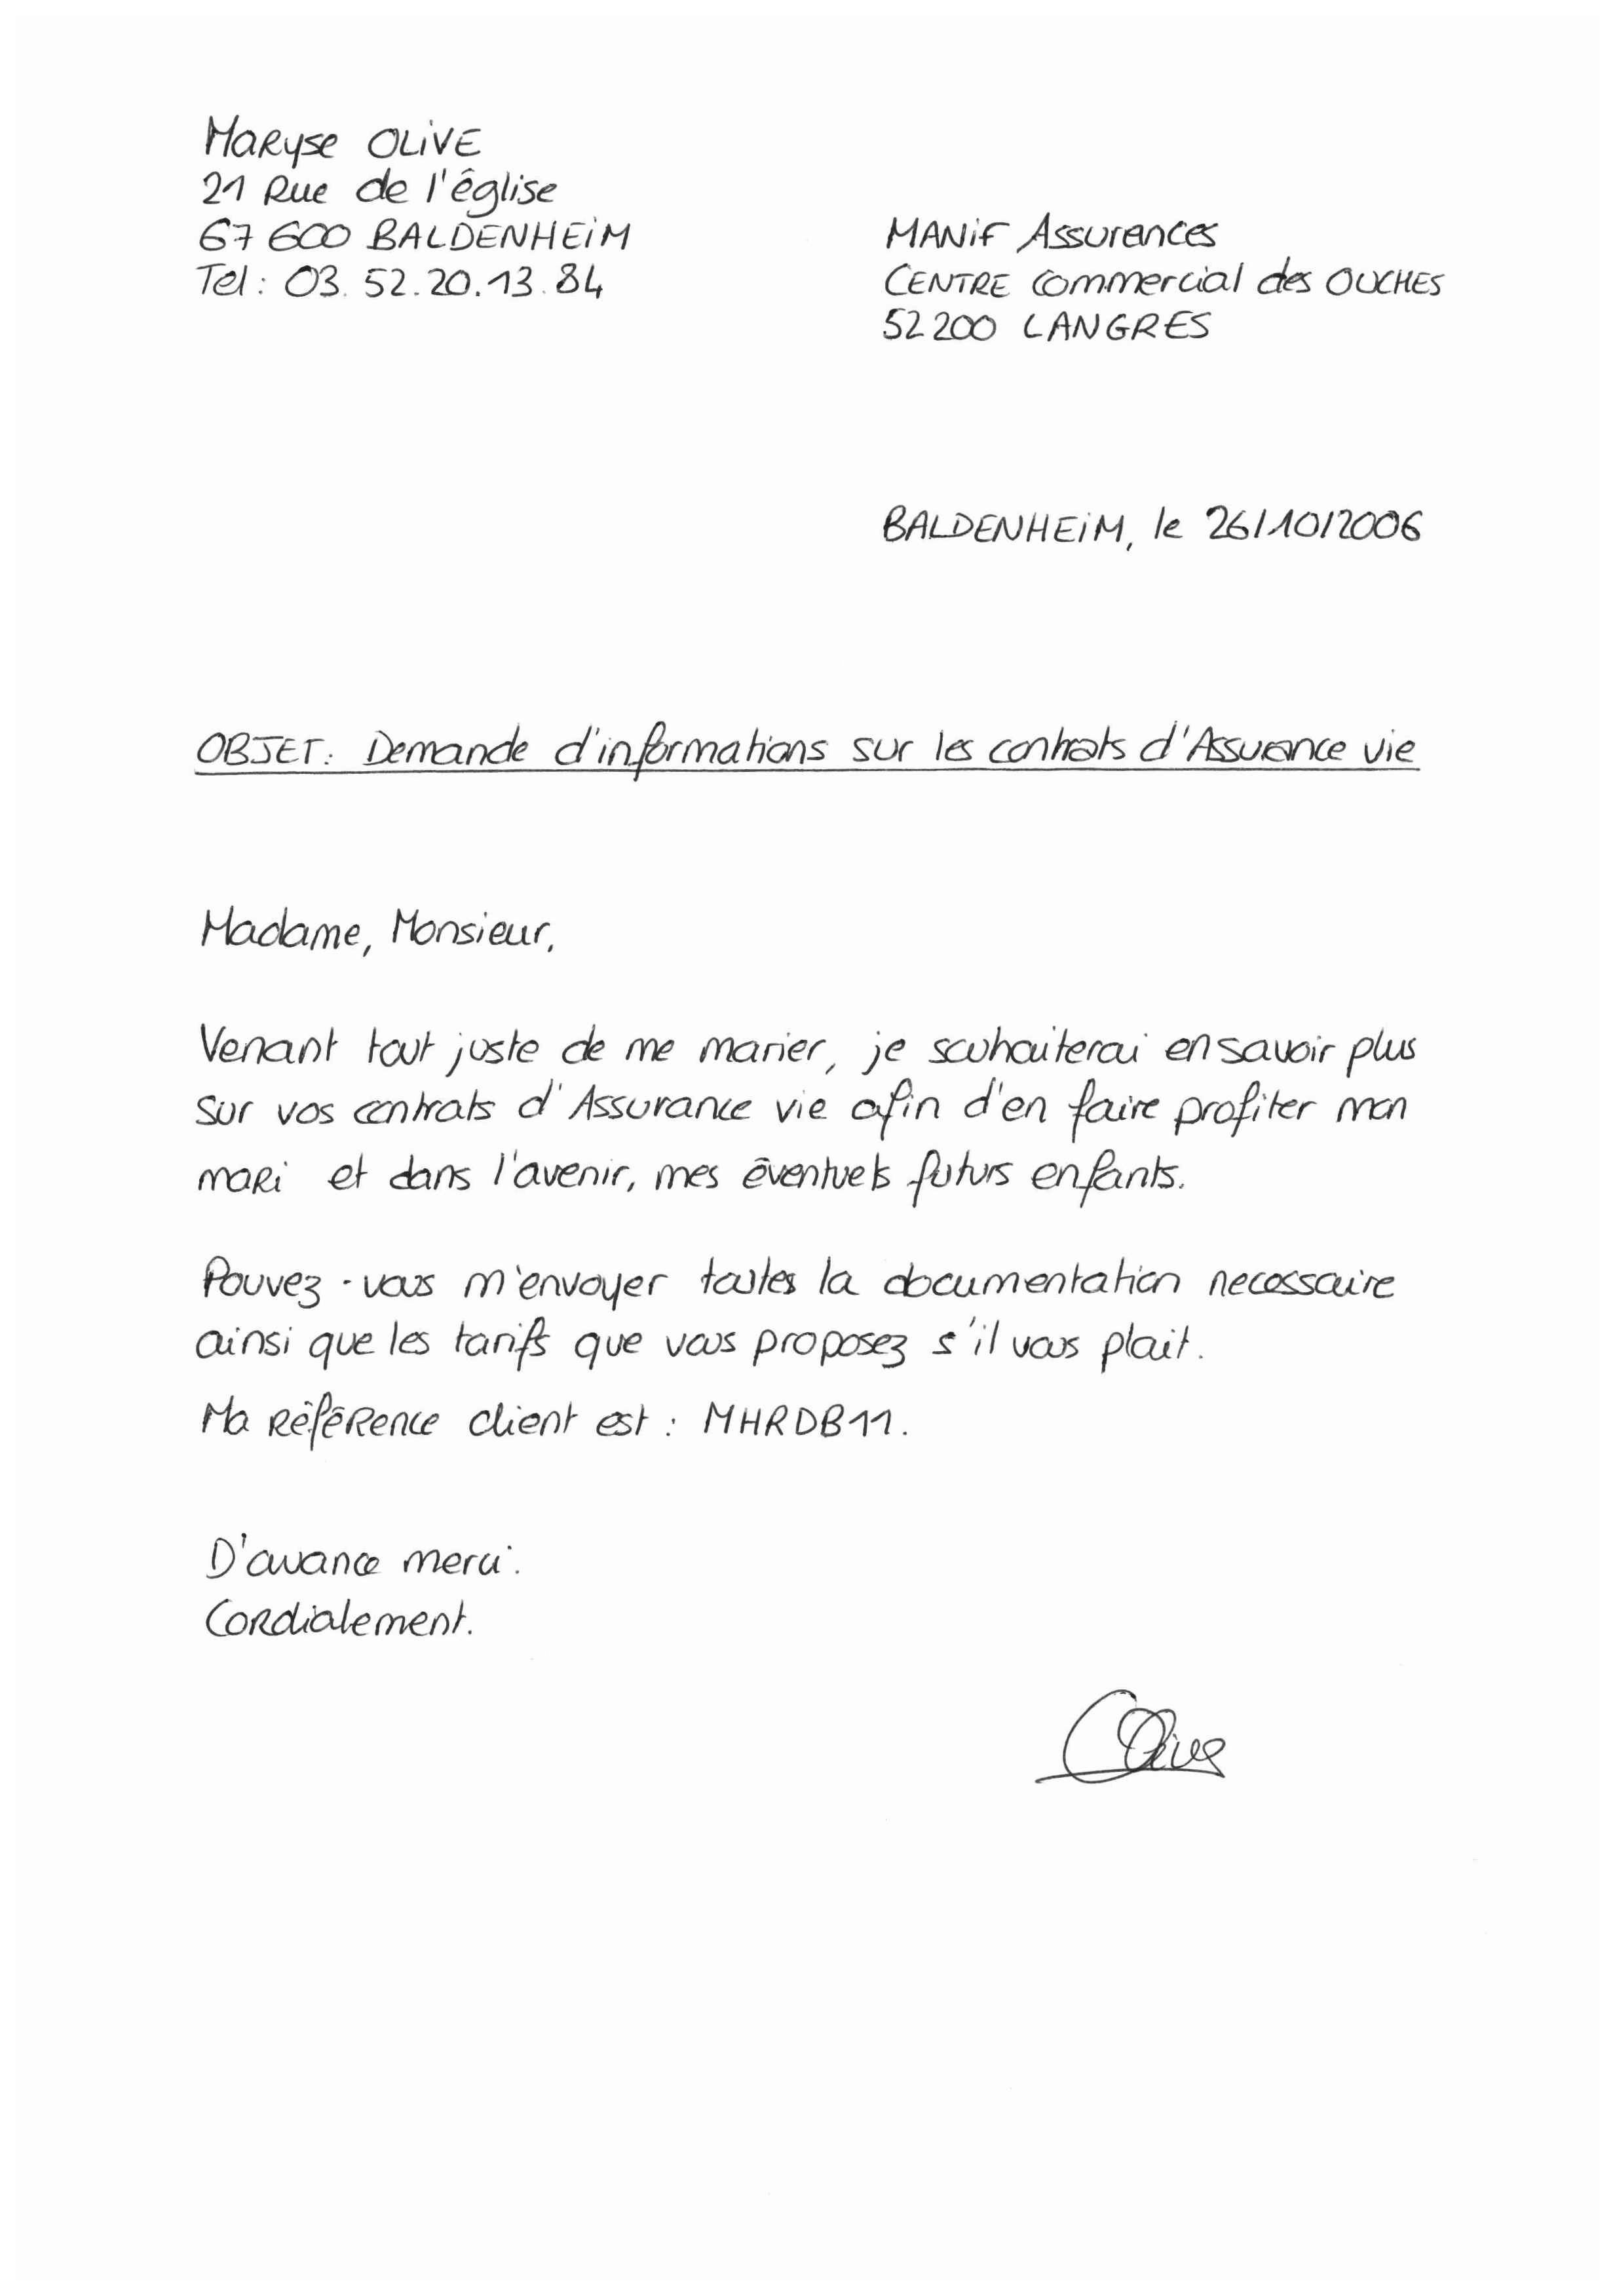 Maryse OLIVE
21 Rue de l'église
67 600 BALDENHEIM
Tel : 03. 52.20.13.84
MANIF Assurances
CENTRE Commercial des OUCHES
52 200 LANGRES
BALDENHEIM, le 26/10/2006
OBJET : Demande d'informations sur les contrats d'Assurance vie
Madame, Monsieur,
Venant tout juste de me marier, je souhaiterai en savoir plus
sur vos contrats d'Assurance vie afin d'en faire profiter mon
mari et dans l'avenir, mes éventuels futurs enfants.
Pouvez-vous m'envoyer toutes la documentation necessaire
ainsi que les tarifs que vous proposez s'il vous plait.
Ma référence client est : MHRDB11.
D'avance merci.
Cordialement.
Olive